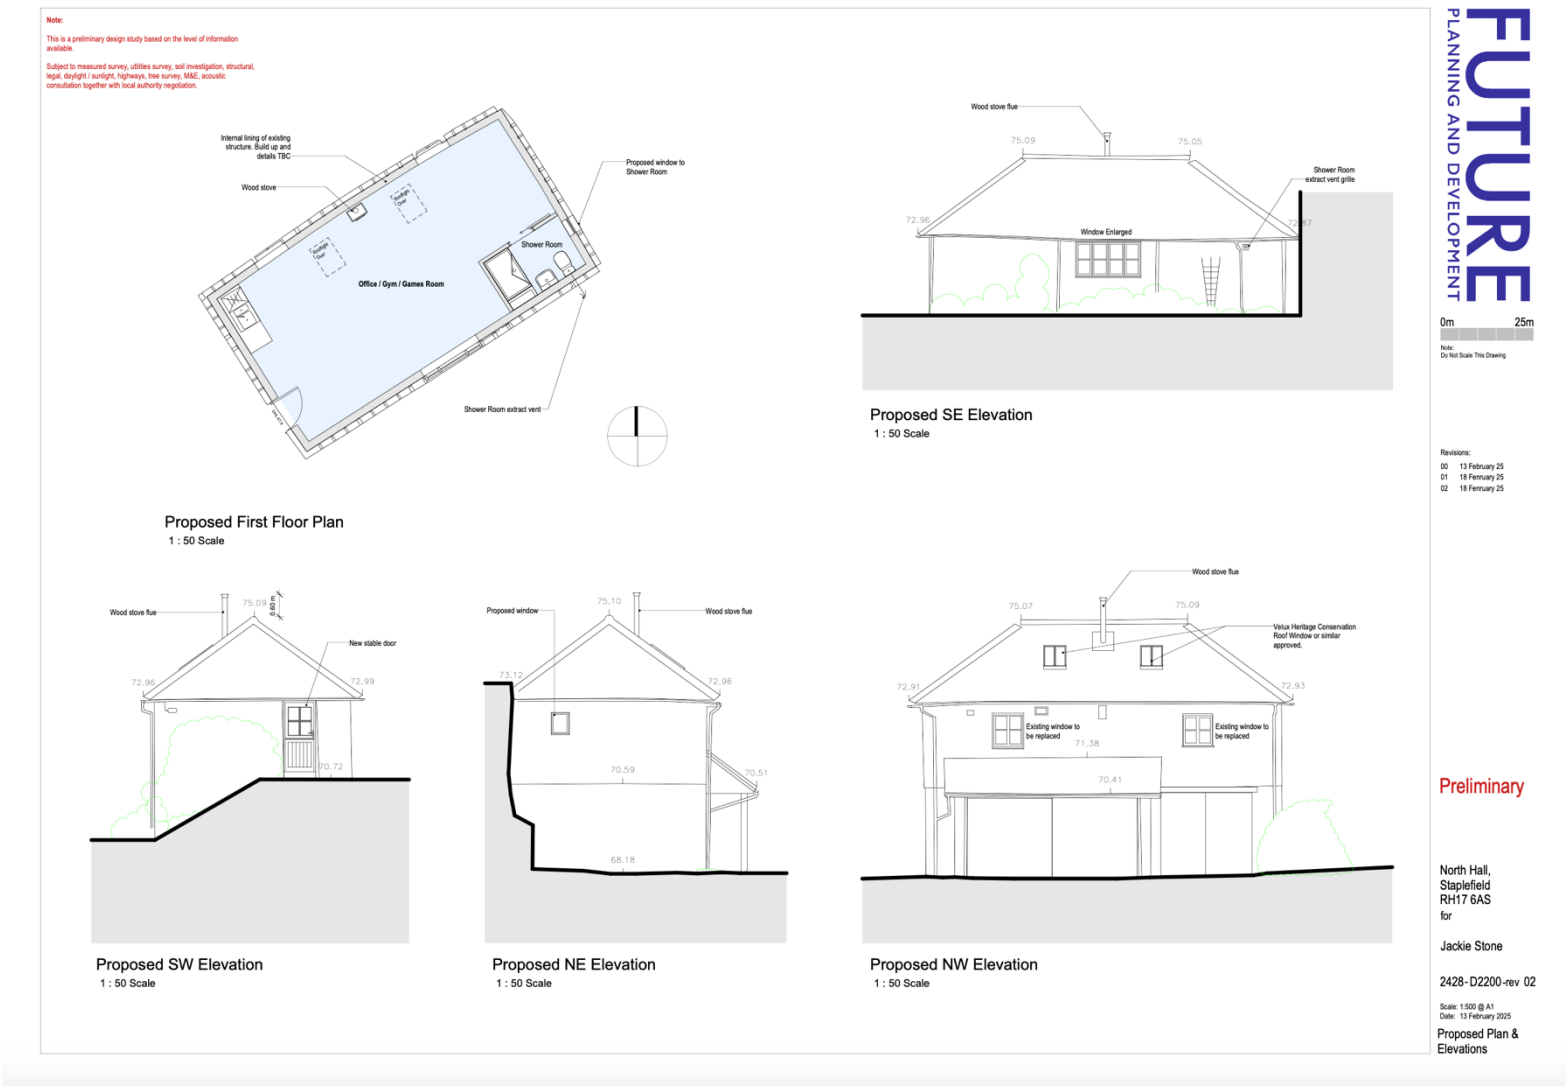 Note:
This is a preliminary design study based on the level of information
available.
Subject to measured survey, utilities survey, soil investigation, structural,
legal, daylight / sunlight, highways, tree survey, M&E, acoustic
consultation together with local authority negotiation.
Internal lining of existing
structure. Build up and
details TBC
Wood stove
Rooflight
Over
Rooflight
Over
Proposed window to
Shower Room
Shower Room
Office / Gym / Games Room
Shower Room extract vent
Proposed First Floor Plan
1 : 50 Scale
Wood stove flue
75.09
75.05
Shower Room
extract vent grille
72.96
72.87
Window Enlarged
Proposed SE Elevation
1 : 50 Scale
Wood stove flue
75.09
0.60 m
New stable door
72.96
72.99
70.72
Proposed SW Elevation
1 : 50 Scale
Proposed window
75.10
Wood stove flue
73.12
72.96
70.59
70.51
68.18
Proposed NE Elevation
1 : 50 Scale
Wood stove flue
75.07
75.09
Velux Heritage Conservation
Roof Window or similar
approved.
72.91
72.93
Existing window to
be replaced
Existing window to
be replaced
71.38
70.41
Proposed NW Elevation
1 : 50 Scale
FUTURE
PLANNING AND DEVELOPMENT
0m 25m
Note:
Do Not Scale This Drawing
Revisions:
00 13 February 25
01 18 Fenruary 25
02 18 Fenruary 25
Preliminary
North Hall,
Staplefield
RH17 6AS
for
Jackie Stone
2428-D2200-rev 02
Scale: 1:500 @ A1
Date: 13 February 2025
Proposed Plan &
Elevations